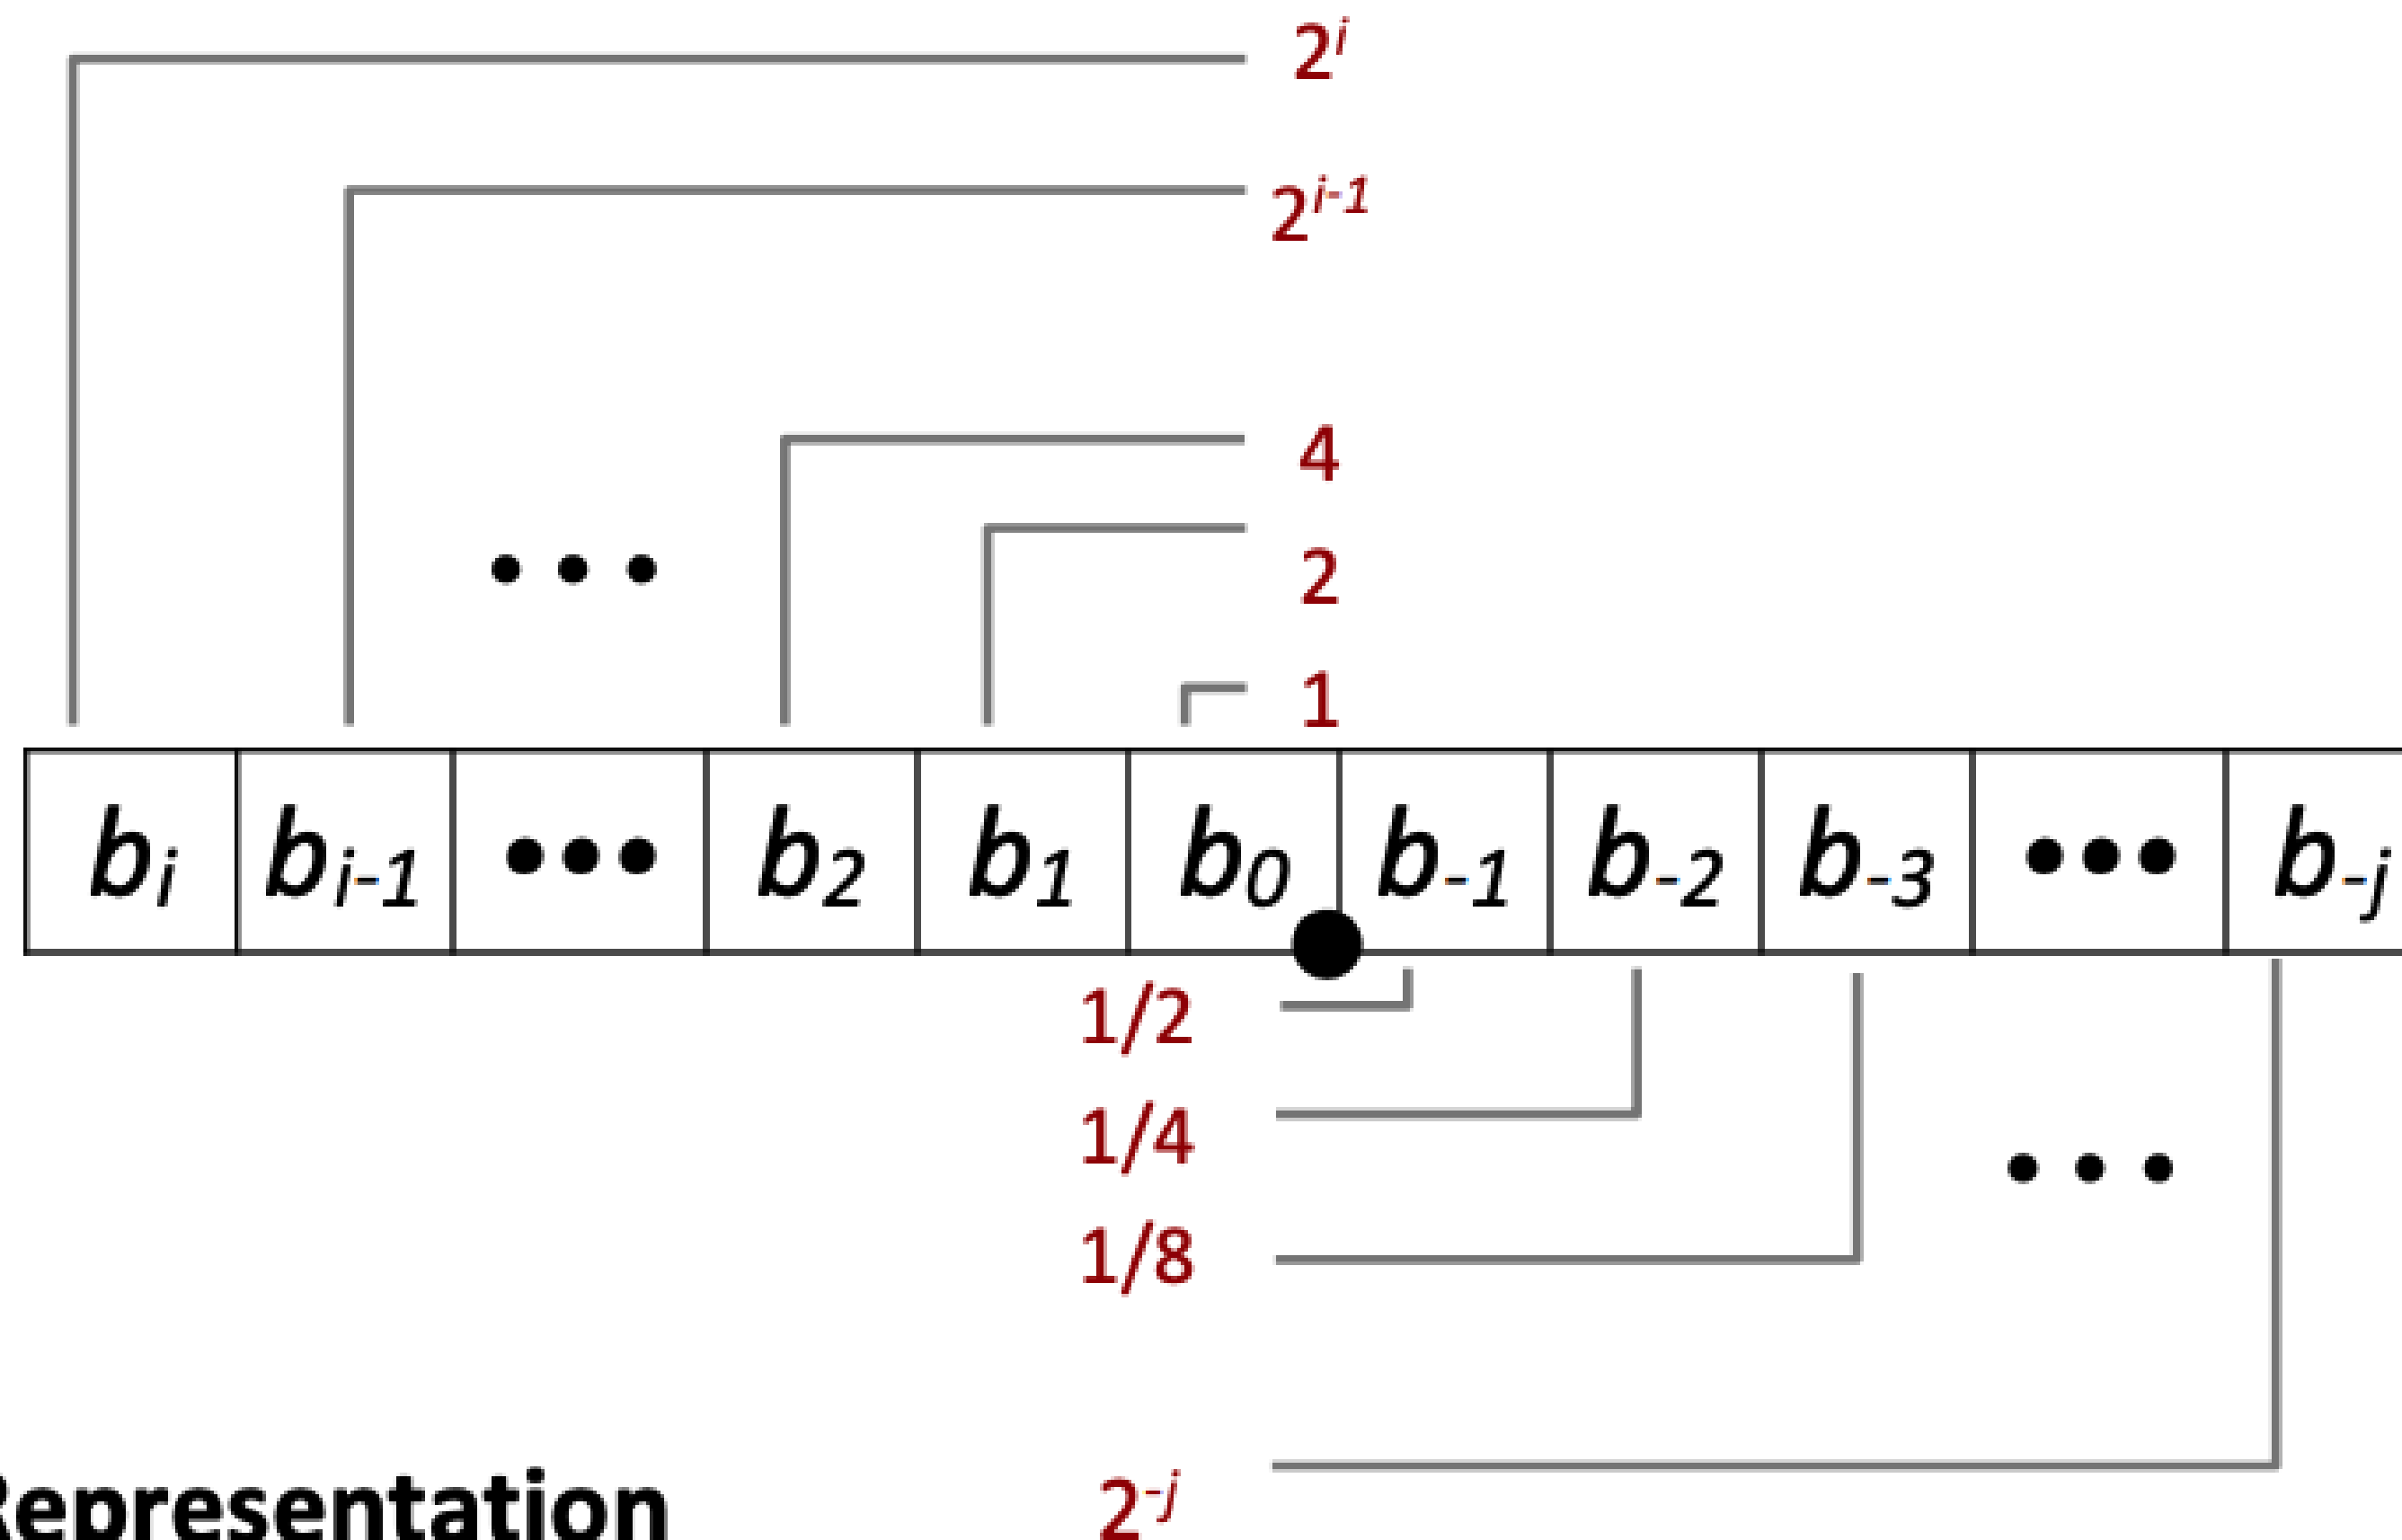 2^i
2^{i-1}
4
2
1
b_i b_{i-1} ••• b_2 b_1 b_0 . b_{-1} b_{-2} b_{-3} ••• b_{-j}
1/2
1/4
1/8
2^{-j}
Representation